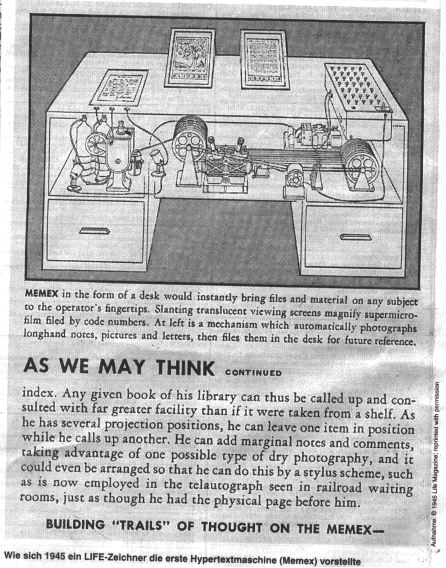 MEMEX in the form of a desk would instantly bring files and material on any subject
to the operator's fingertips. Slanting translucent viewing screens magnify supermicro-
film filed by code numbers. At left is a mechanism which automatically photographs
longhand notes, pictures and letters, then files them in the desk for future reference.
AS WE MAY THINK CONTINUED
index. Any given book of his library can thus be called up and con-
sulted with far greater facility than if it were taken from a shelf. As
he has several projection positions, he can leave one item in position
while he calls up another. He can add marginal notes and comments,
taking advantage of one possible type of dry photography, and it
could even be arranged so that he can do this by a stylus scheme, such
as is now employed in the telautograph seen in railroad waiting
rooms, just as though he had the physical page before him.
BUILDING "TRAILS" OF THOUGHT ON THE MEMEX—
Aufnahme: © 1945 Life Magazine; reprinted with permission
Wie sich 1945 ein LIFE-Zeichner die erste Hypertextmaschine (Memex) vorstellte